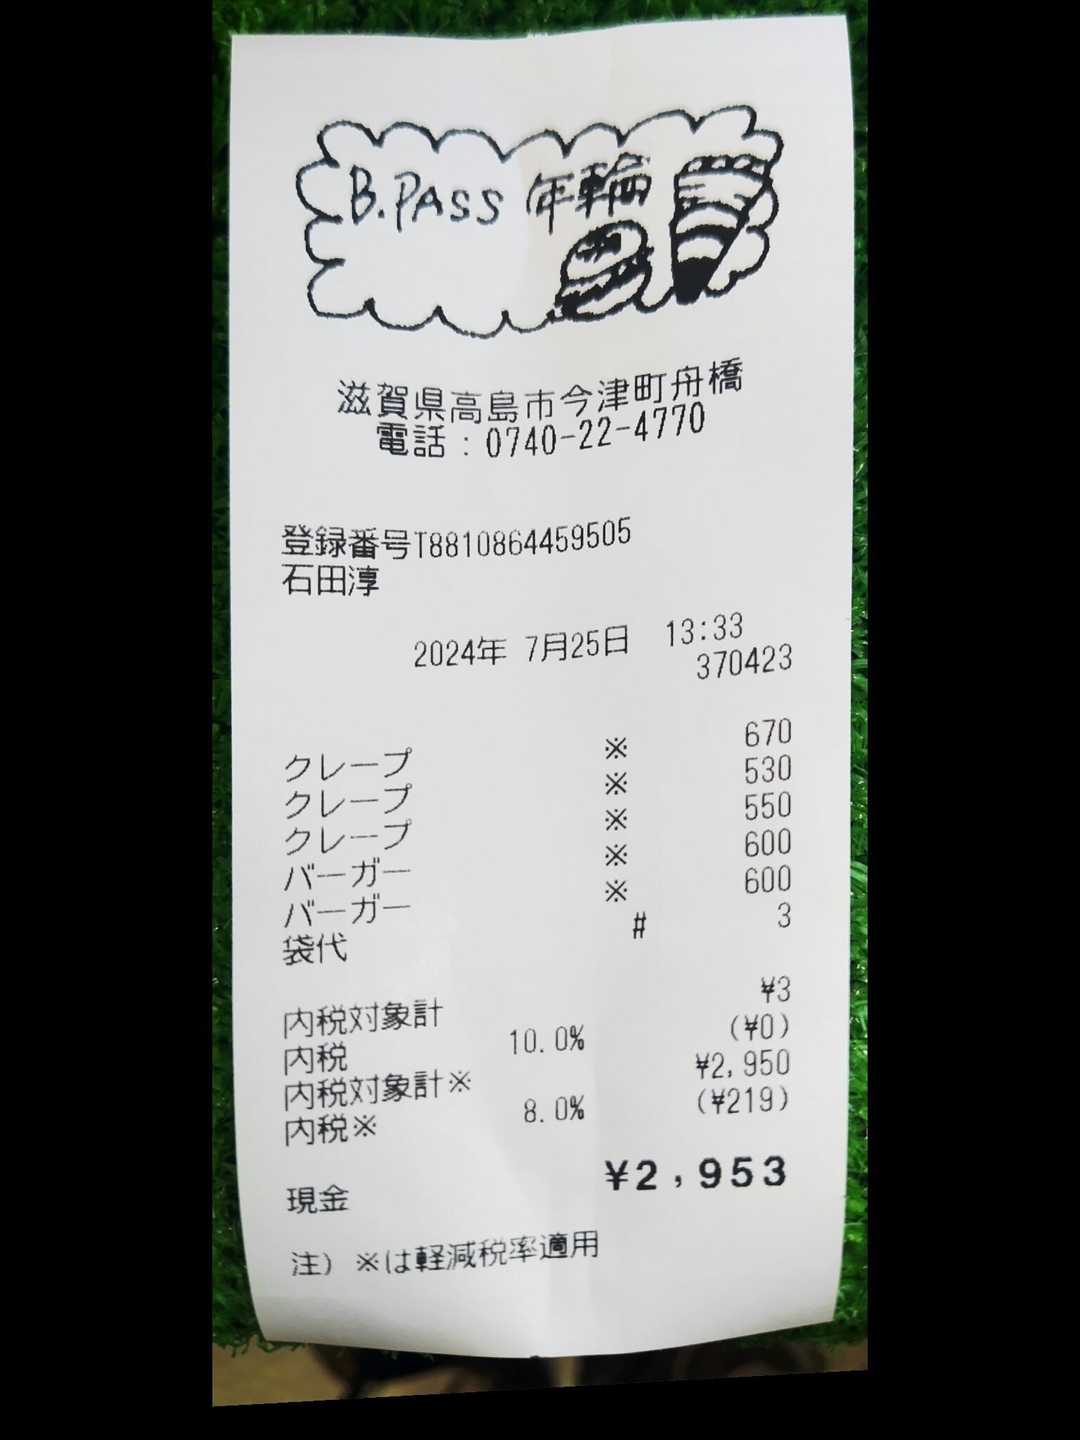 B.PASS 年輪
滋賀県高島市今津町舟橋
電話：0740-22-4770
登録番号T8810864459505
石田淳
2024年 7月25日 13:33
370423
クレープ ※ 670
クレープ ※ 530
クレープ ※ 550
バーガー ※ 600
バーガー ※ 600
袋代 # 3
内税対象計 ¥3
内税 10.0% (¥0)
内税対象計※ ¥2,950
内税※ 8.0% (¥219)
現金 ¥2,953
注）※は軽減税率適用